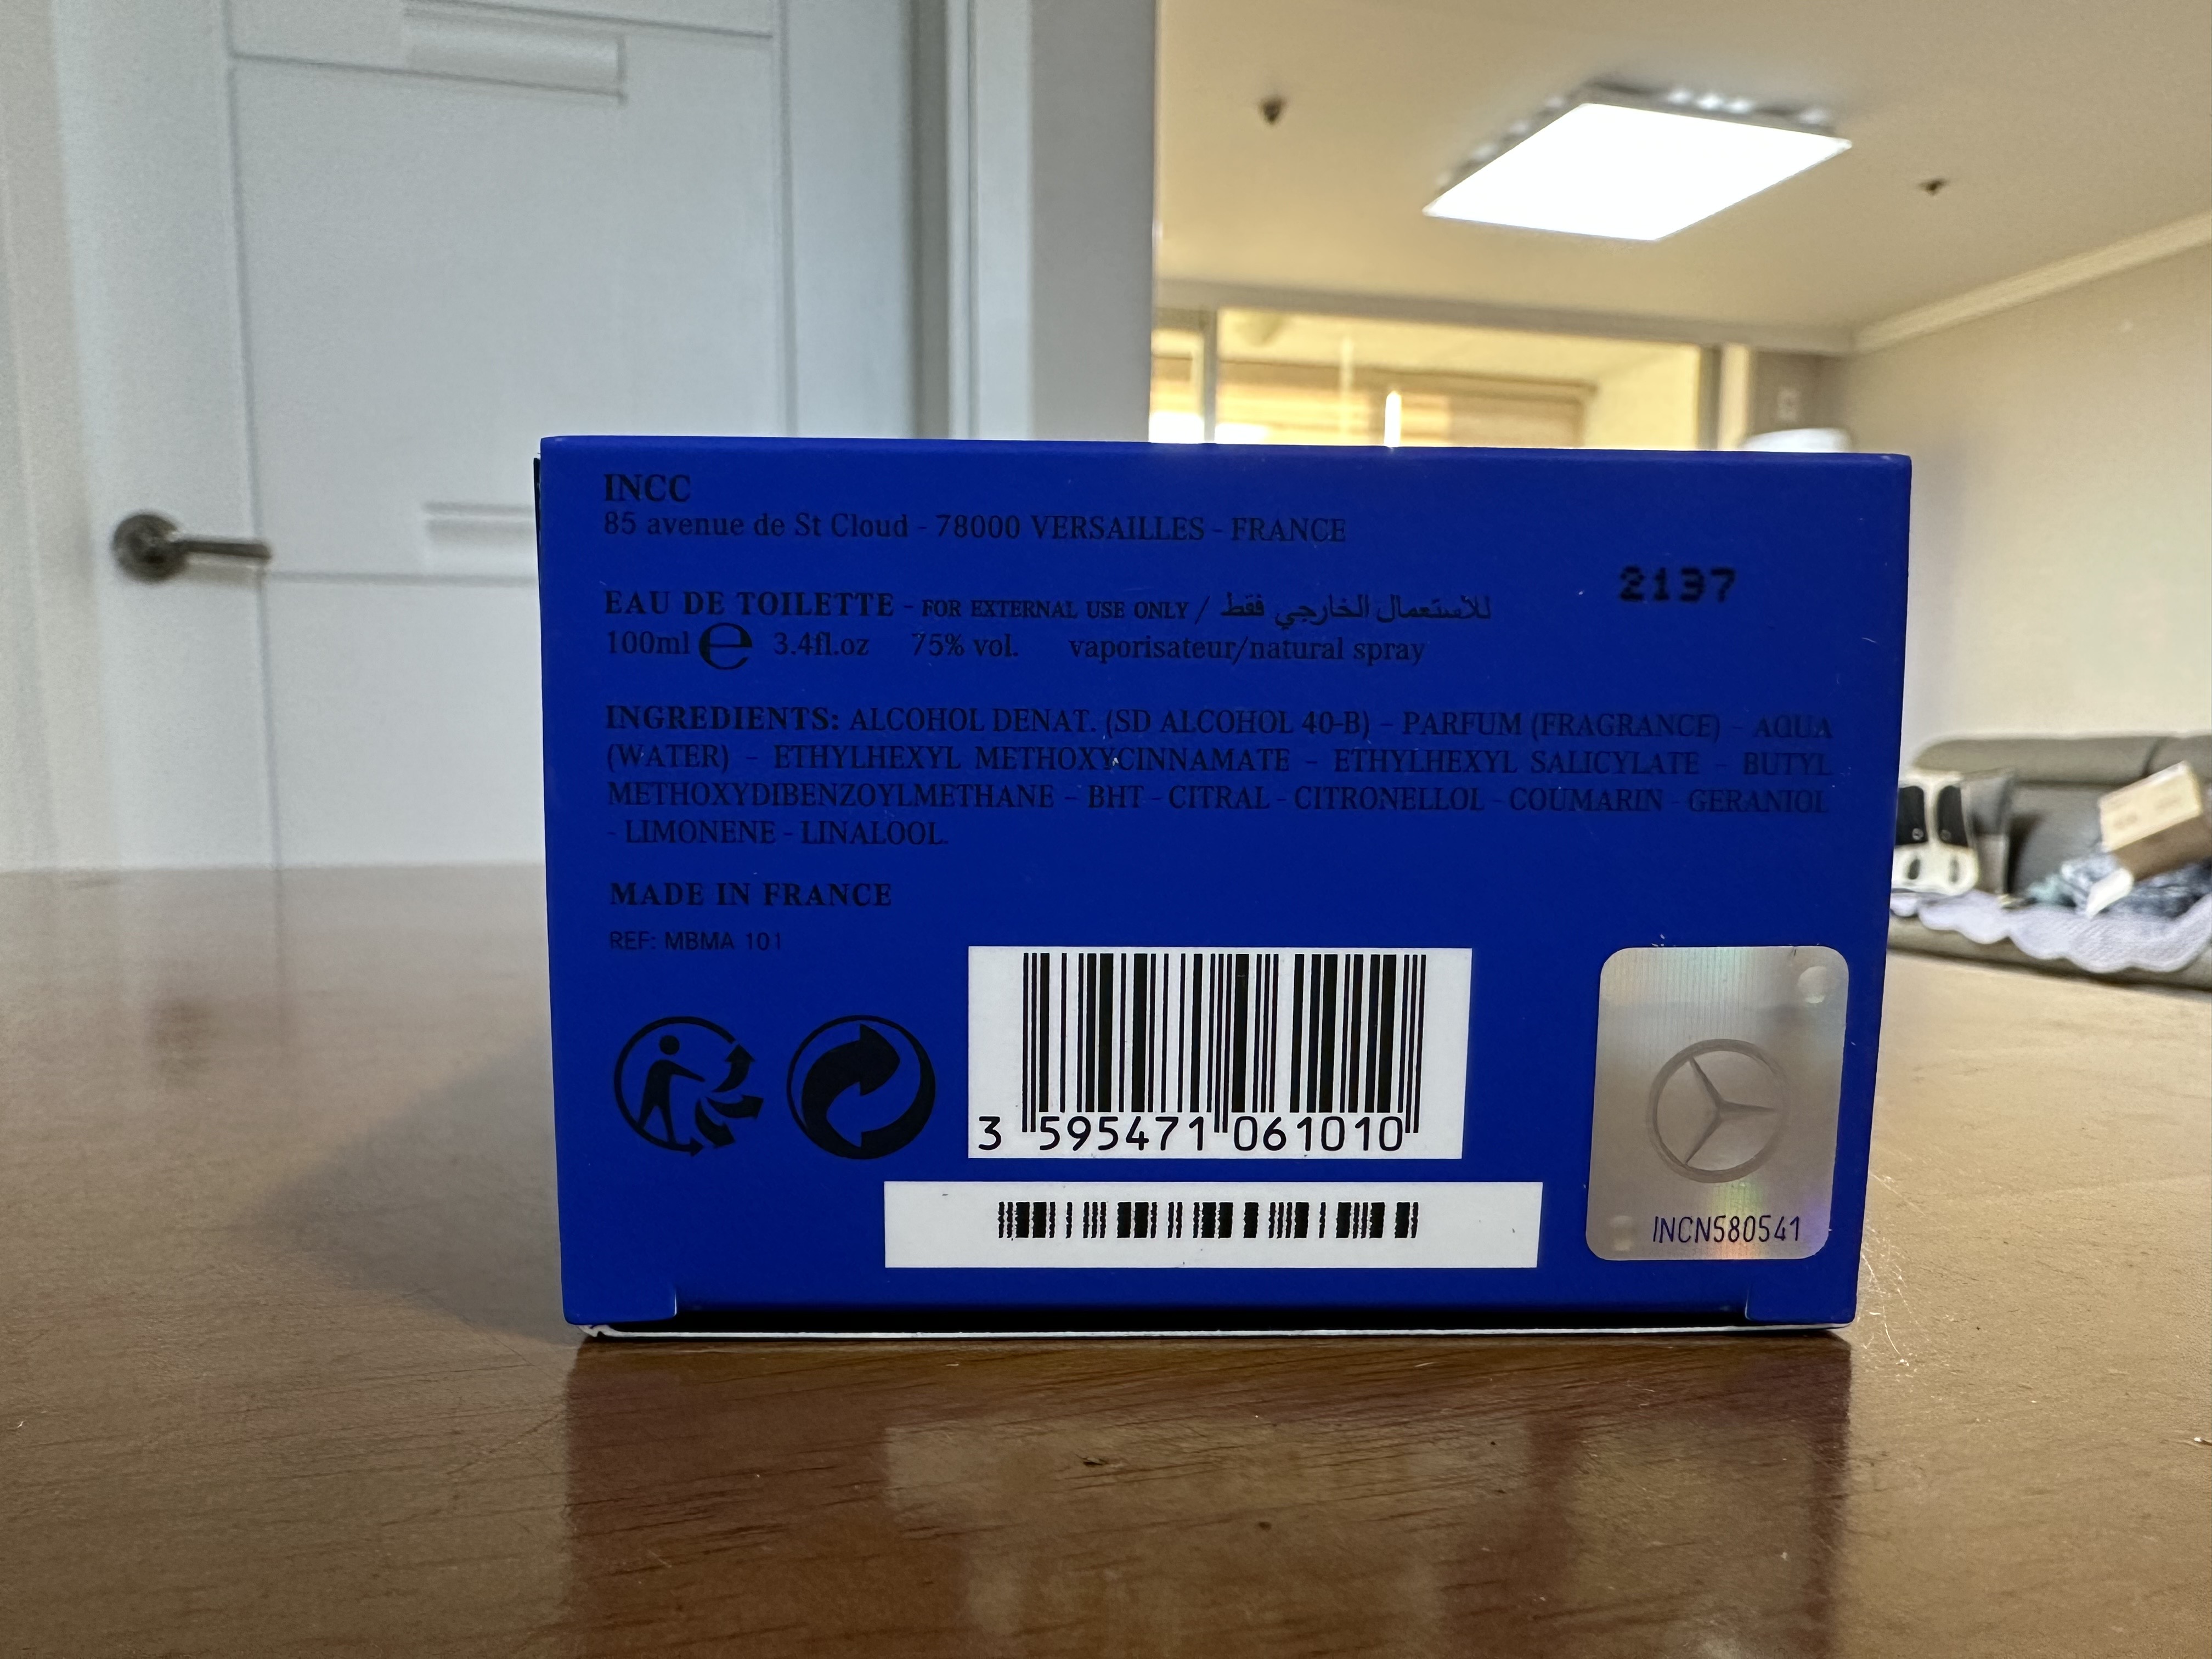 INCC
85 avenue de St Cloud - 78000 VERSAILLES - FRANCE
2137
EAU DE TOILETTE - FOR EXTERNAL USE ONLY / للاستعمال الخارجي فقط
100ml e 3.4fl.oz 75% vol. vaporisateur/natural spray
INGREDIENTS: ALCOHOL DENAT. (SD ALCOHOL 40-B) - PARFUM (FRAGRANCE) - AQUA
(WATER) - ETHYLHEXYL METHOXYCINNAMATE - ETHYLHEXYL SALICYLATE - BUTYL
METHOXYDIBENZOYLMETHANE - BHT - CITRAL - CITRONELLOL - COUMARIN - GERANIOL
- LIMONENE - LINALOOL.
MADE IN FRANCE
REF: MBMA 101
3 595471 061010
INCN580541